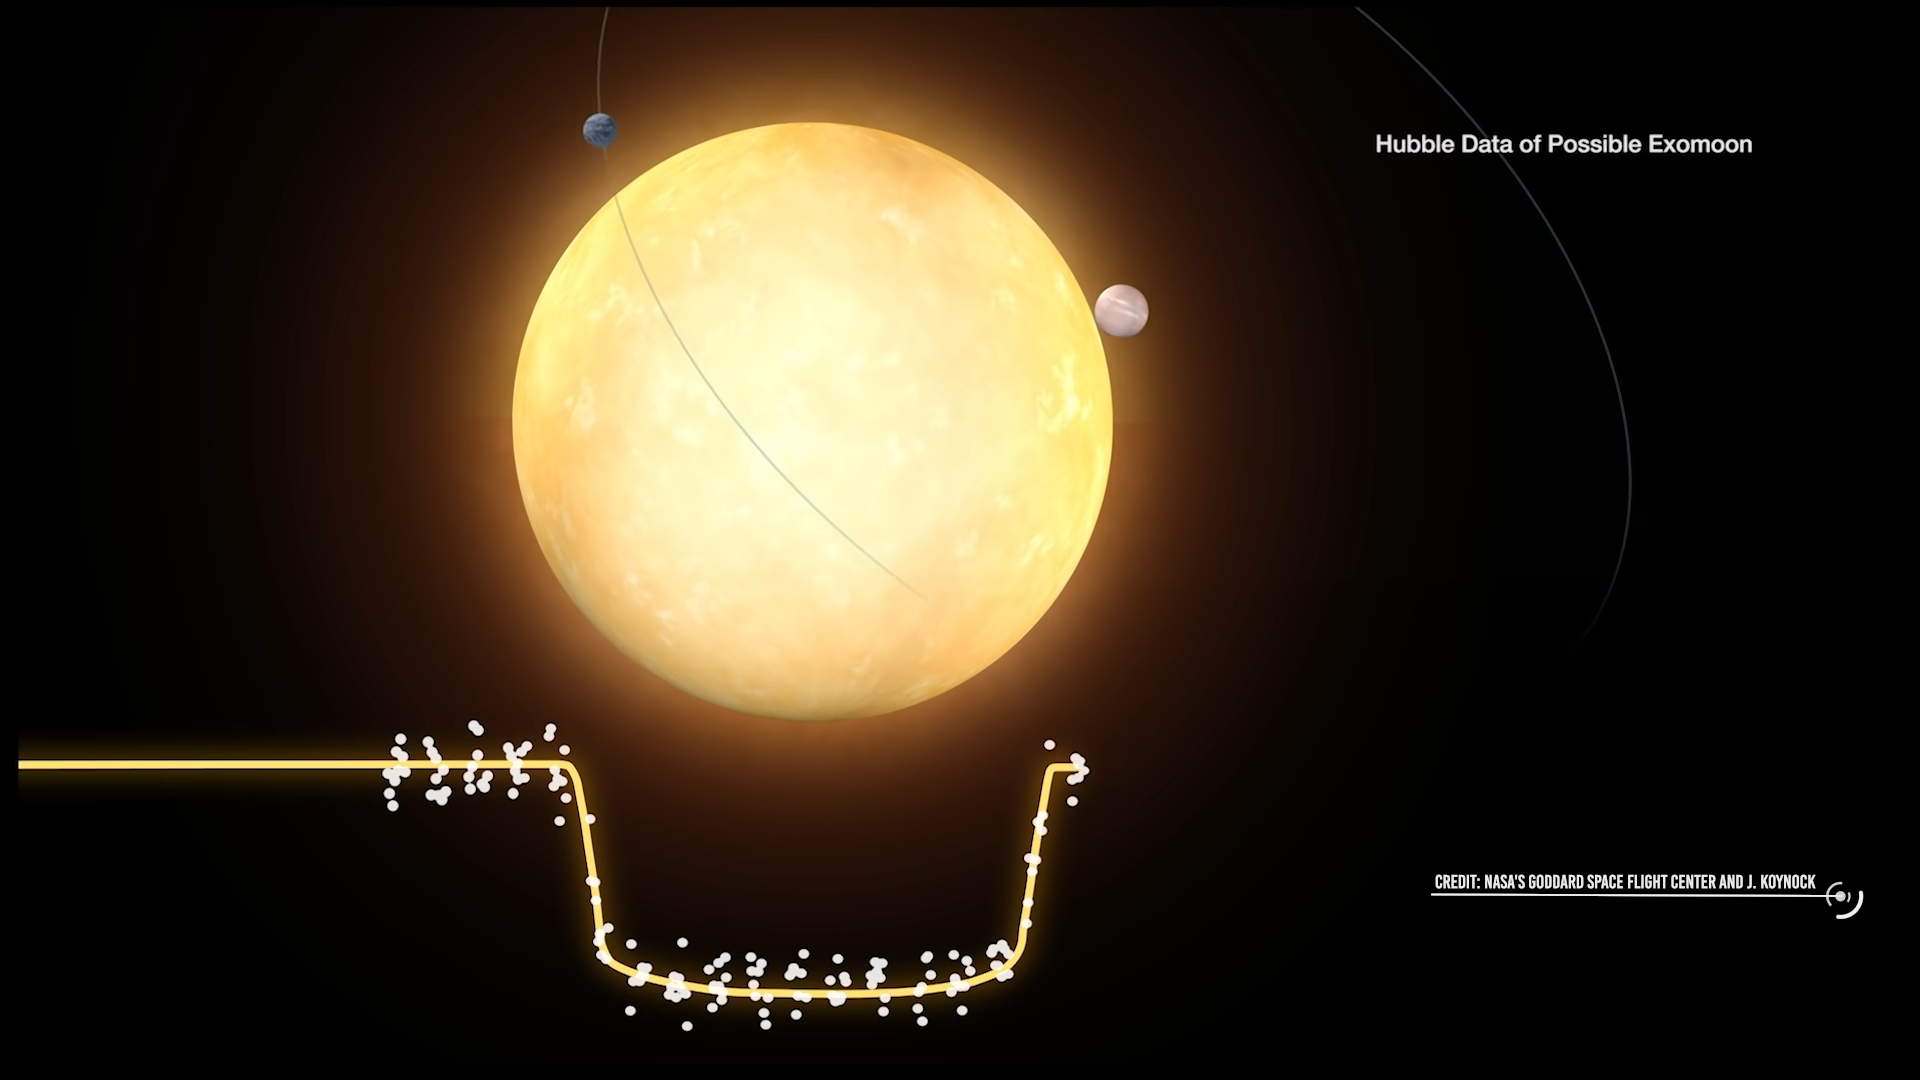 Hubble Data of Possible Exomoon
CREDIT: NASA'S GODDARD SPACE FLIGHT CENTER AND J. KOYNOCK